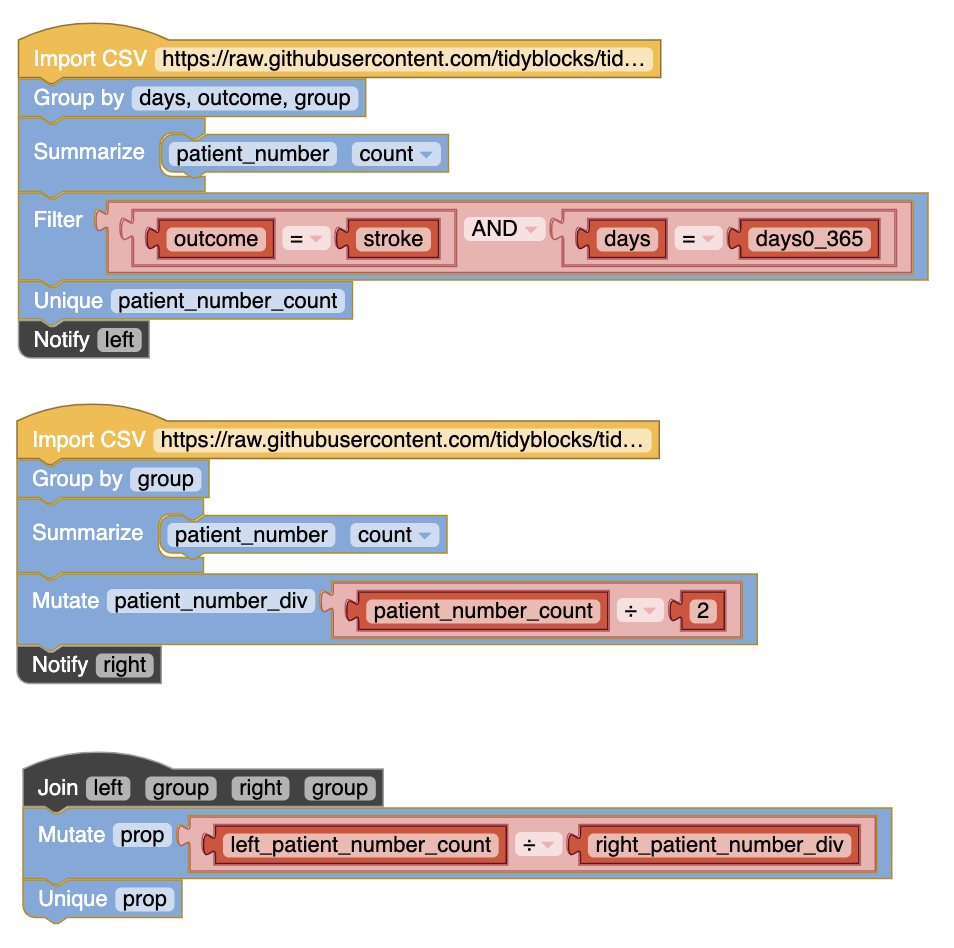 Import CSV https://raw.githubusercontent.com/tidyblocks/tid…
Group by days, outcome, group
Summarize patient_number count
Filter outcome = stroke AND days = days0_365
Unique patient_number_count
Notify left
Import CSV https://raw.githubusercontent.com/tidyblocks/tid…
Group by group
Summarize patient_number count
Mutate patient_number_div patient_number_count ÷ 2
Notify right
Join left group right group
Mutate prop left_patient_number_count ÷ right_patient_number_div
Unique prop